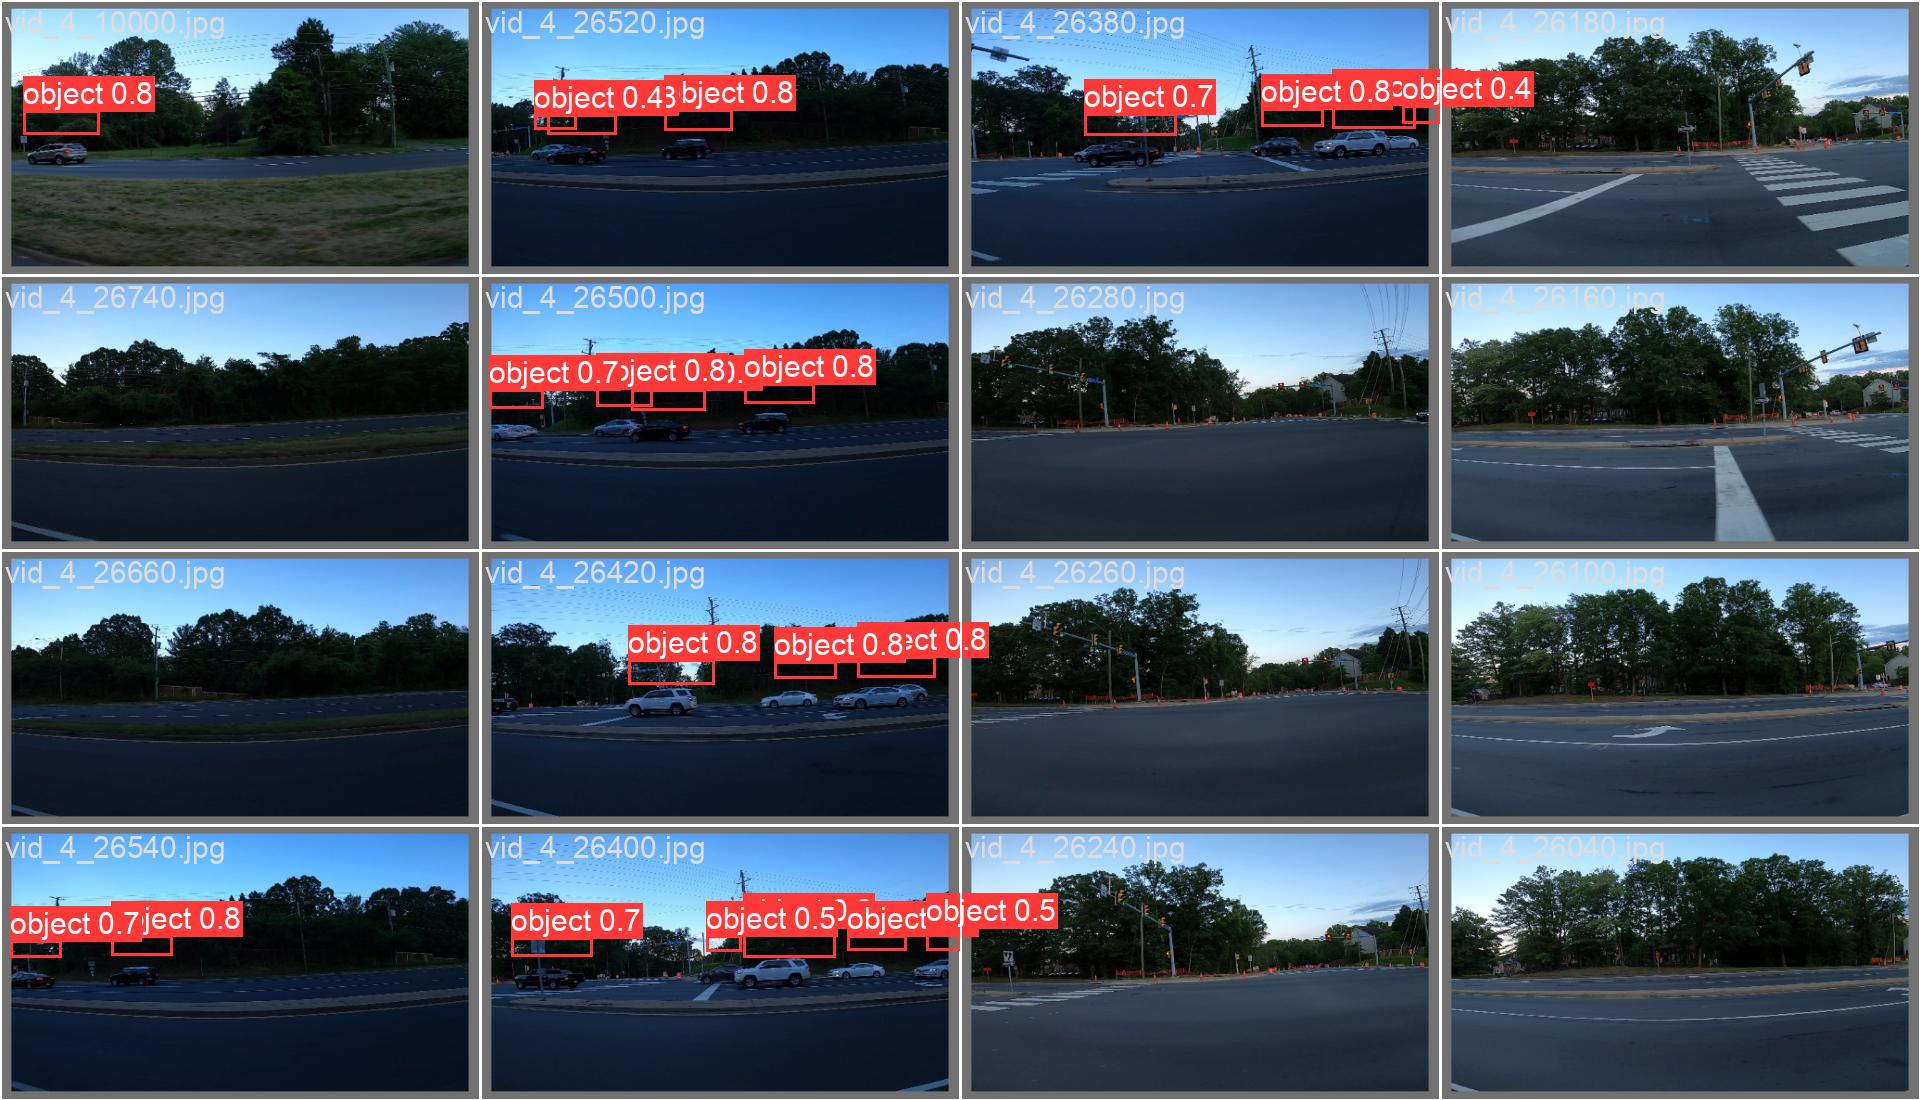 vid_4_10000.jpg
object 0.8
vid_4_26520.jpg
object 0.43
bject 0.8
vid_4_26380.jpg
object 0.7
object 0.8
object 0.4
vid_4_26180.jpg
vid_4_26740.jpg
vid_4_26500.jpg
object 0.7
ject 0.8
object 0.8
vid_4_26280.jpg
vid_4_26160.jpg
vid_4_26660.jpg
vid_4_26420.jpg
object 0.8
object 0.8
ect 0.8
vid_4_26260.jpg
vid_4_26100.jpg
vid_4_26540.jpg
object 0.7
ject 0.8
vid_4_26400.jpg
object 0.7
object 0.5
object
object 0.5
vid_4_26240.jpg
vid_4_26040.jpg